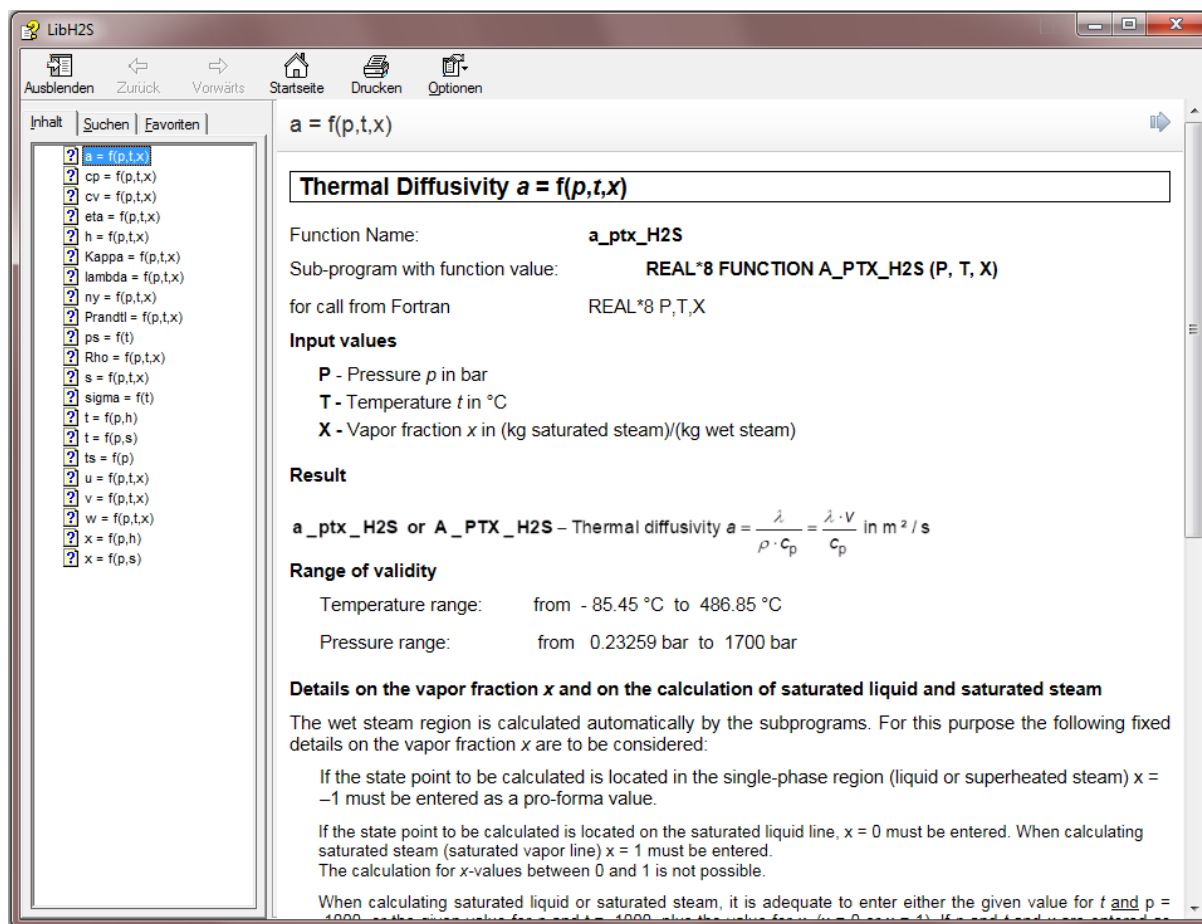 LibH2S
Ausblenden Zurück Vorwärts Startseite Drucken Optionen
Inhalt Suchen Favoriten
a = f(p,t,x)
cp = f(p,t,x)
cv = f(p,t,x)
eta = f(p,t,x)
h = f(p,t,x)
Kappa = f(p,t,x)
lambda = f(p,t,x)
ny = f(p,t,x)
Prandtl = f(p,t,x)
ps = f(t)
Rho = f(p,t,x)
s = f(p,t,x)
sigma = f(t)
t = f(p,h)
t = f(p,s)
ts = f(p)
u = f(p,t,x)
v = f(p,t,x)
w = f(p,t,x)
x = f(p,h)
x = f(p,s)
a = f(p,t,x)
Thermal Diffusivity a = f(p,t,x)
Function Name: a_ptx_H2S
Sub-program with function value: REAL*8 FUNCTION A_PTX_H2S (P, T, X)
for call from Fortran REAL*8 P,T,X
Input values
P - Pressure p in bar
T - Temperature t in °C
X - Vapor fraction x in (kg saturated steam)/(kg wet steam)
Result
a_ptx_H2S or A_PTX_H2S – Thermal diffusivity a = λ / (ρ · cp) = λ · v / cp in m² / s
Range of validity
Temperature range: from - 85.45 °C to 486.85 °C
Pressure range: from 0.23259 bar to 1700 bar
Details on the vapor fraction x and on the calculation of saturated liquid and saturated steam
The wet steam region is calculated automatically by the subprograms. For this purpose the following fixed
details on the vapor fraction x are to be considered:
If the state point to be calculated is located in the single-phase region (liquid or superheated steam) x =
–1 must be entered as a pro-forma value.
If the state point to be calculated is located on the saturated liquid line, x = 0 must be entered. When calculating
saturated steam (saturated vapor line) x = 1 must be entered.
The calculation for x-values between 0 and 1 is not possible.
When calculating saturated liquid or saturated steam, it is adequate to enter either the given value for t and p =